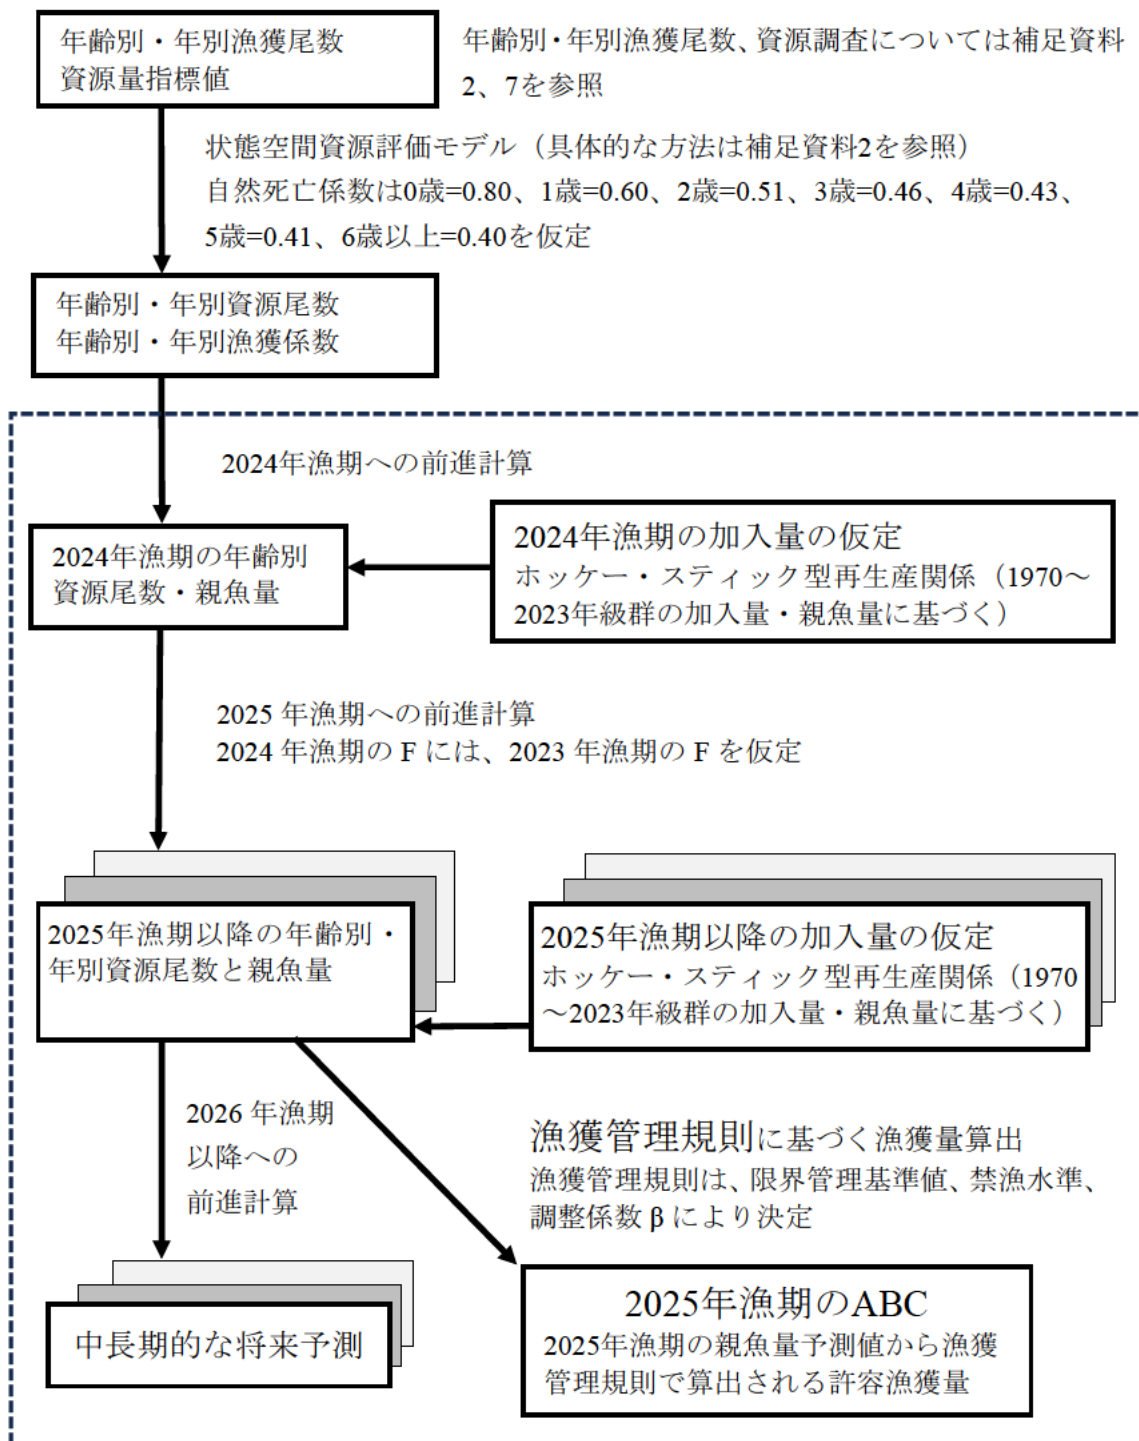 年齢別・年別漁獲尾数
資源量指標値
年齢別・年別漁獲尾数、資源調査については補足資料
2、7を参照
状態空間資源評価モデル（具体的な方法は補足資料2を参照）
自然死亡係数は0歳=0.80、1歳=0.60、2歳=0.51、3歳=0.46、4歳=0.43、
5歳=0.41、6歳以上=0.40を仮定
年齢別・年別資源尾数
年齢別・年別漁獲係数
2024年漁期への前進計算
2024年漁期の年齢別
資源尾数・親魚量
2024年漁期の加入量の仮定
ホッケー・スティック型再生産関係（1970～
2023年級群の加入量・親魚量に基づく）
2025 年漁期への前進計算
2024 年漁期の F には、2023 年漁期の F を仮定
2025年漁期以降の年齢別・
年別資源尾数と親魚量
2025年漁期以降の加入量の仮定
ホッケー・スティック型再生産関係（1970
～2023年級群の加入量・親魚量に基づく）
2026 年漁期
以降への
前進計算
漁獲管理規則に基づく漁獲量算出
漁獲管理規則は、限界管理基準値、禁漁水準、
調整係数 β により決定
中長期的な将来予測
2025年漁期のABC
2025年漁期の親魚量予測値から漁獲
管理規則で算出される許容漁獲量